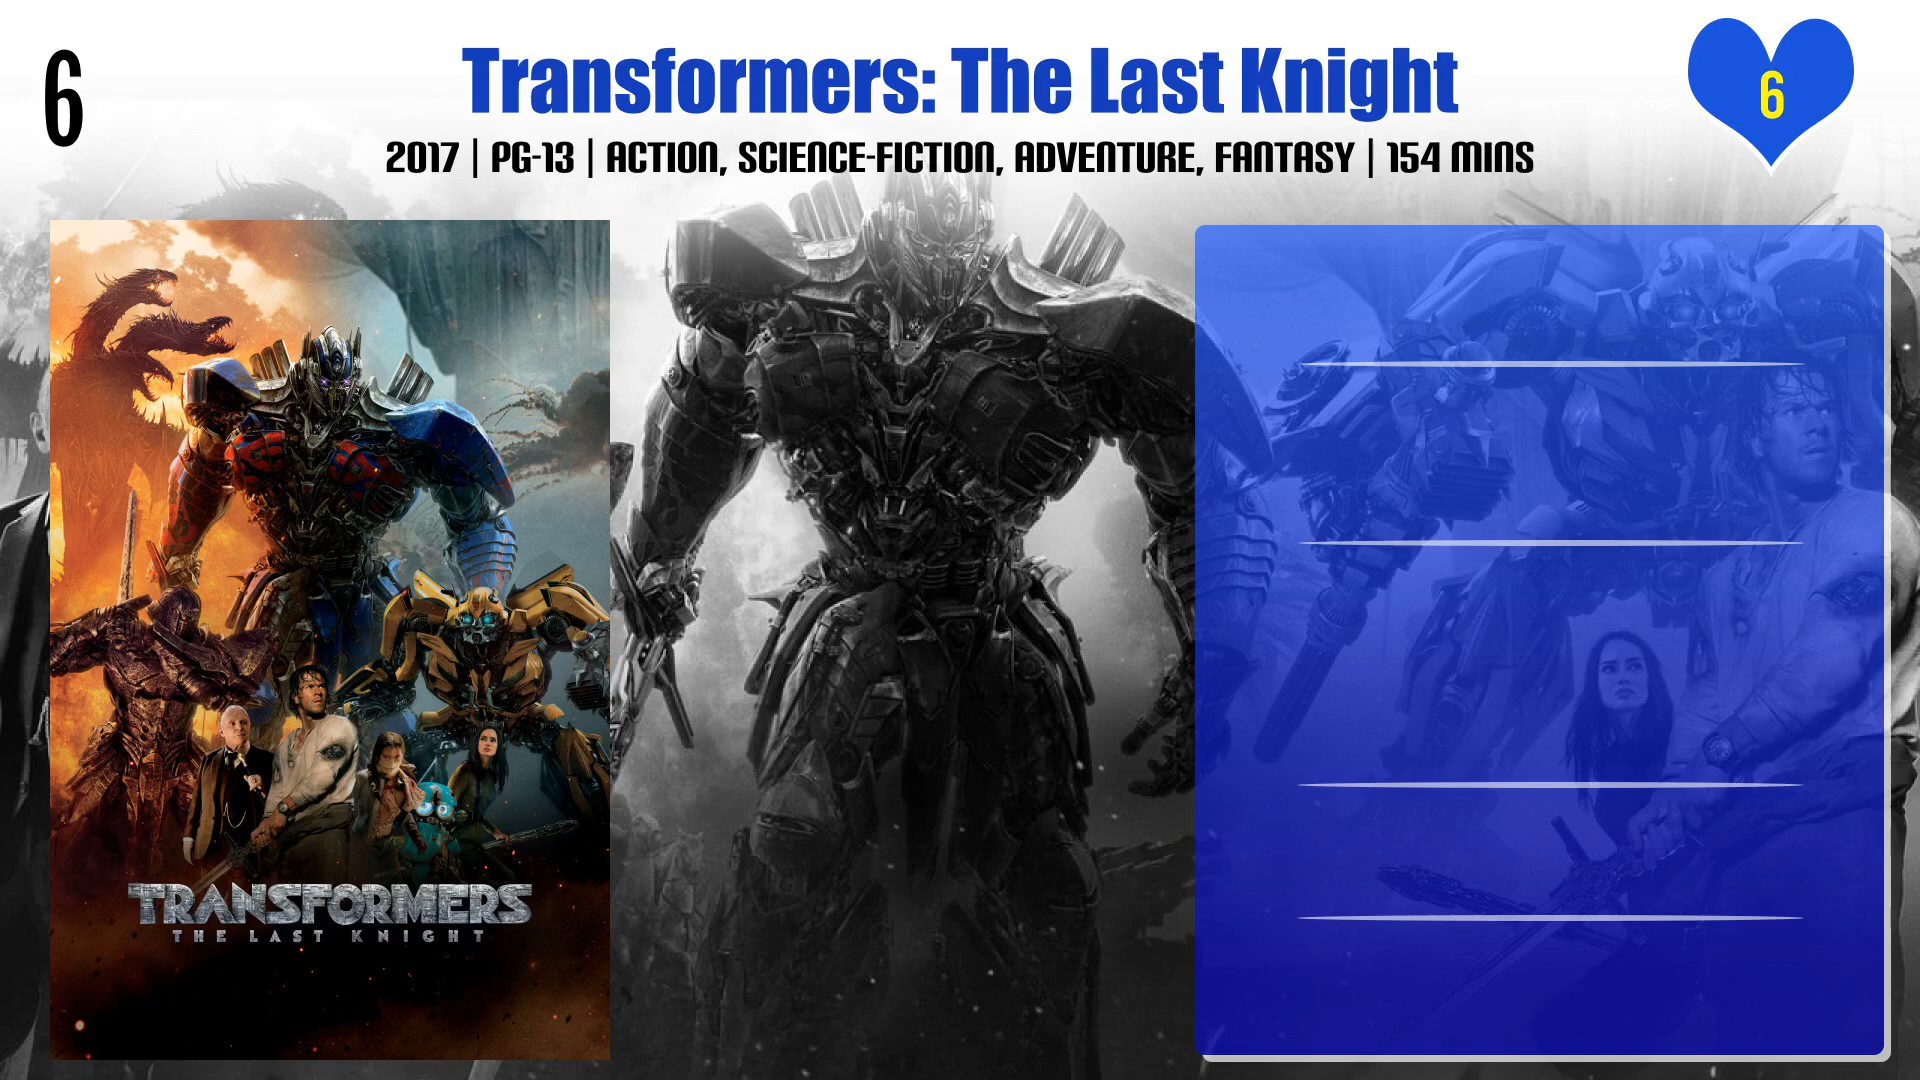 6
Transformers: The Last Knight
6
2017 | PG-13 | ACTION, SCIENCE-FICTION, ADVENTURE, FANTASY | 154 MINS
TRANSFORMERS
THE LAST KNIGHT